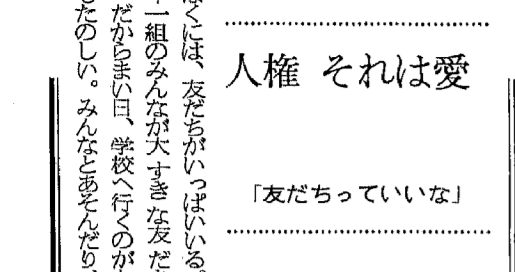 人権 それは愛
「友だちっていいな」
ぼくには、友だちがいっぱいいる。
一組のみんなが大すきな友だ
だからまい日、学校へ行くのが
したのしい。みんなとあそんだり、